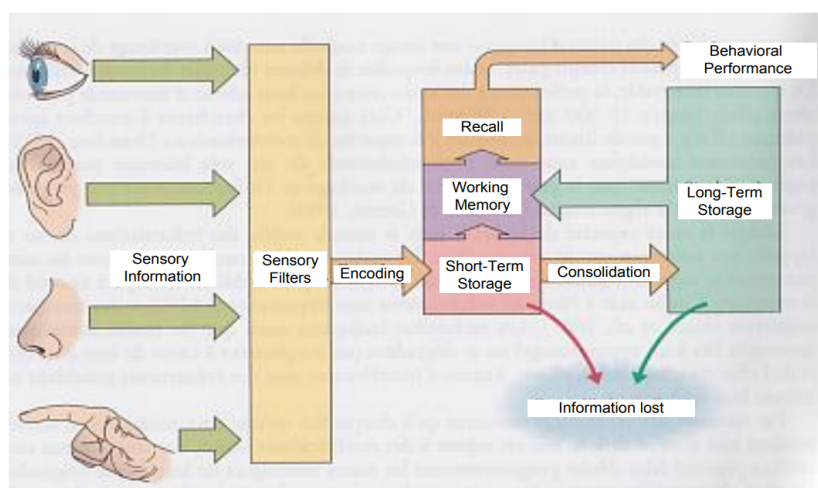 Behavioral
Performance
Recall
Working
Memory
Long-Term
Storage
Sensory
Information
Sensory
Filters
Encoding
Short-Term
Storage
Consolidation
Information lost